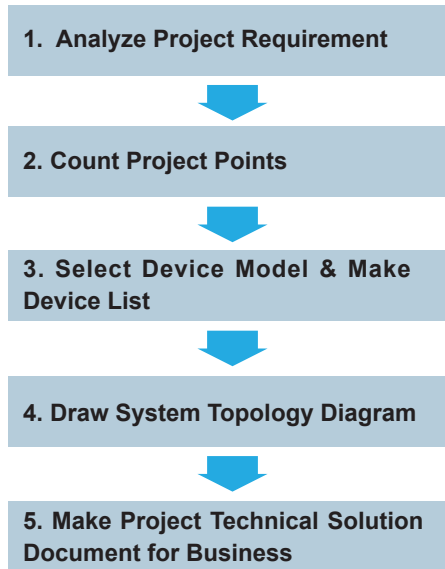 1. Analyze Project Requirement
2. Count Project Points
3. Select Device Model & Make
Device List
4. Draw System Topology Diagram
5. Make Project Technical Solution
Document for Business